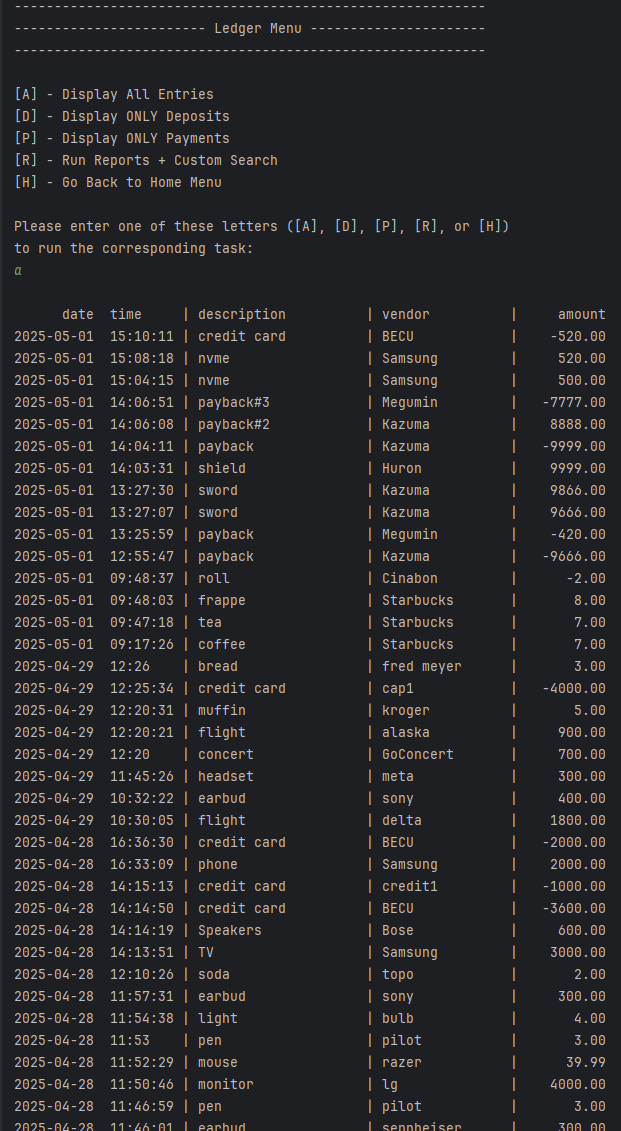 -----------------------------------------------------------
------------------------ Ledger Menu ----------------------
-----------------------------------------------------------
[A] - Display All Entries
[D] - Display ONLY Deposits
[P] - Display ONLY Payments
[R] - Run Reports + Custom Search
[H] - Go Back to Home Menu
Please enter one of these letters ([A], [D], [P], [R], or [H])
to run the corresponding task:
a
      date  time     | description          | vendor          |     amount
2025-05-01  15:10:11 | credit card          | BECU            |    -520.00
2025-05-01  15:08:18 | nvme                 | Samsung         |     520.00
2025-05-01  15:04:15 | nvme                 | Samsung         |     500.00
2025-05-01  14:06:51 | payback#3            | Megumin         |   -7777.00
2025-05-01  14:06:08 | payback#2            | Kazuma          |    8888.00
2025-05-01  14:04:11 | payback              | Kazuma          |   -9999.00
2025-05-01  14:03:31 | shield               | Huron           |    9999.00
2025-05-01  13:27:30 | sword                | Kazuma          |    9866.00
2025-05-01  13:27:07 | sword                | Kazuma          |    9666.00
2025-05-01  13:25:59 | payback              | Megumin         |    -420.00
2025-05-01  12:55:47 | payback              | Kazuma          |   -9666.00
2025-05-01  09:48:37 | roll                 | Cinabon         |      -2.00
2025-05-01  09:48:03 | frappe               | Starbucks       |       8.00
2025-05-01  09:47:18 | tea                  | Starbucks       |       7.00
2025-05-01  09:17:26 | coffee               | Starbucks       |       7.00
2025-04-29  12:26    | bread                | fred meyer      |       3.00
2025-04-29  12:25:34 | credit card          | cap1            |   -4000.00
2025-04-29  12:20:31 | muffin               | kroger          |       5.00
2025-04-29  12:20:21 | flight               | alaska          |     900.00
2025-04-29  12:20    | concert              | GoConcert       |     700.00
2025-04-29  11:45:26 | headset              | meta            |     300.00
2025-04-29  10:32:22 | earbud               | sony            |     400.00
2025-04-29  10:30:05 | flight               | delta           |    1800.00
2025-04-28  16:36:30 | credit card          | BECU            |   -2000.00
2025-04-28  16:33:09 | phone                | Samsung         |    2000.00
2025-04-28  14:15:13 | credit card          | credit1         |   -1000.00
2025-04-28  14:14:50 | credit card          | BECU            |   -3600.00
2025-04-28  14:14:19 | Speakers             | Bose            |     600.00
2025-04-28  14:13:51 | TV                   | Samsung         |    3000.00
2025-04-28  12:10:26 | soda                 | topo            |       2.00
2025-04-28  11:57:31 | earbud               | sony            |     300.00
2025-04-28  11:54:38 | light                | bulb            |       4.00
2025-04-28  11:53    | pen                  | pilot           |       3.00
2025-04-28  11:52:29 | mouse                | razer           |      39.99
2025-04-28  11:50:46 | monitor              | lg              |    4000.00
2025-04-28  11:46:59 | pen                  | pilot           |       3.00
2025-04-28  11:46:01 | earbud               | sennheiser      |     300.00